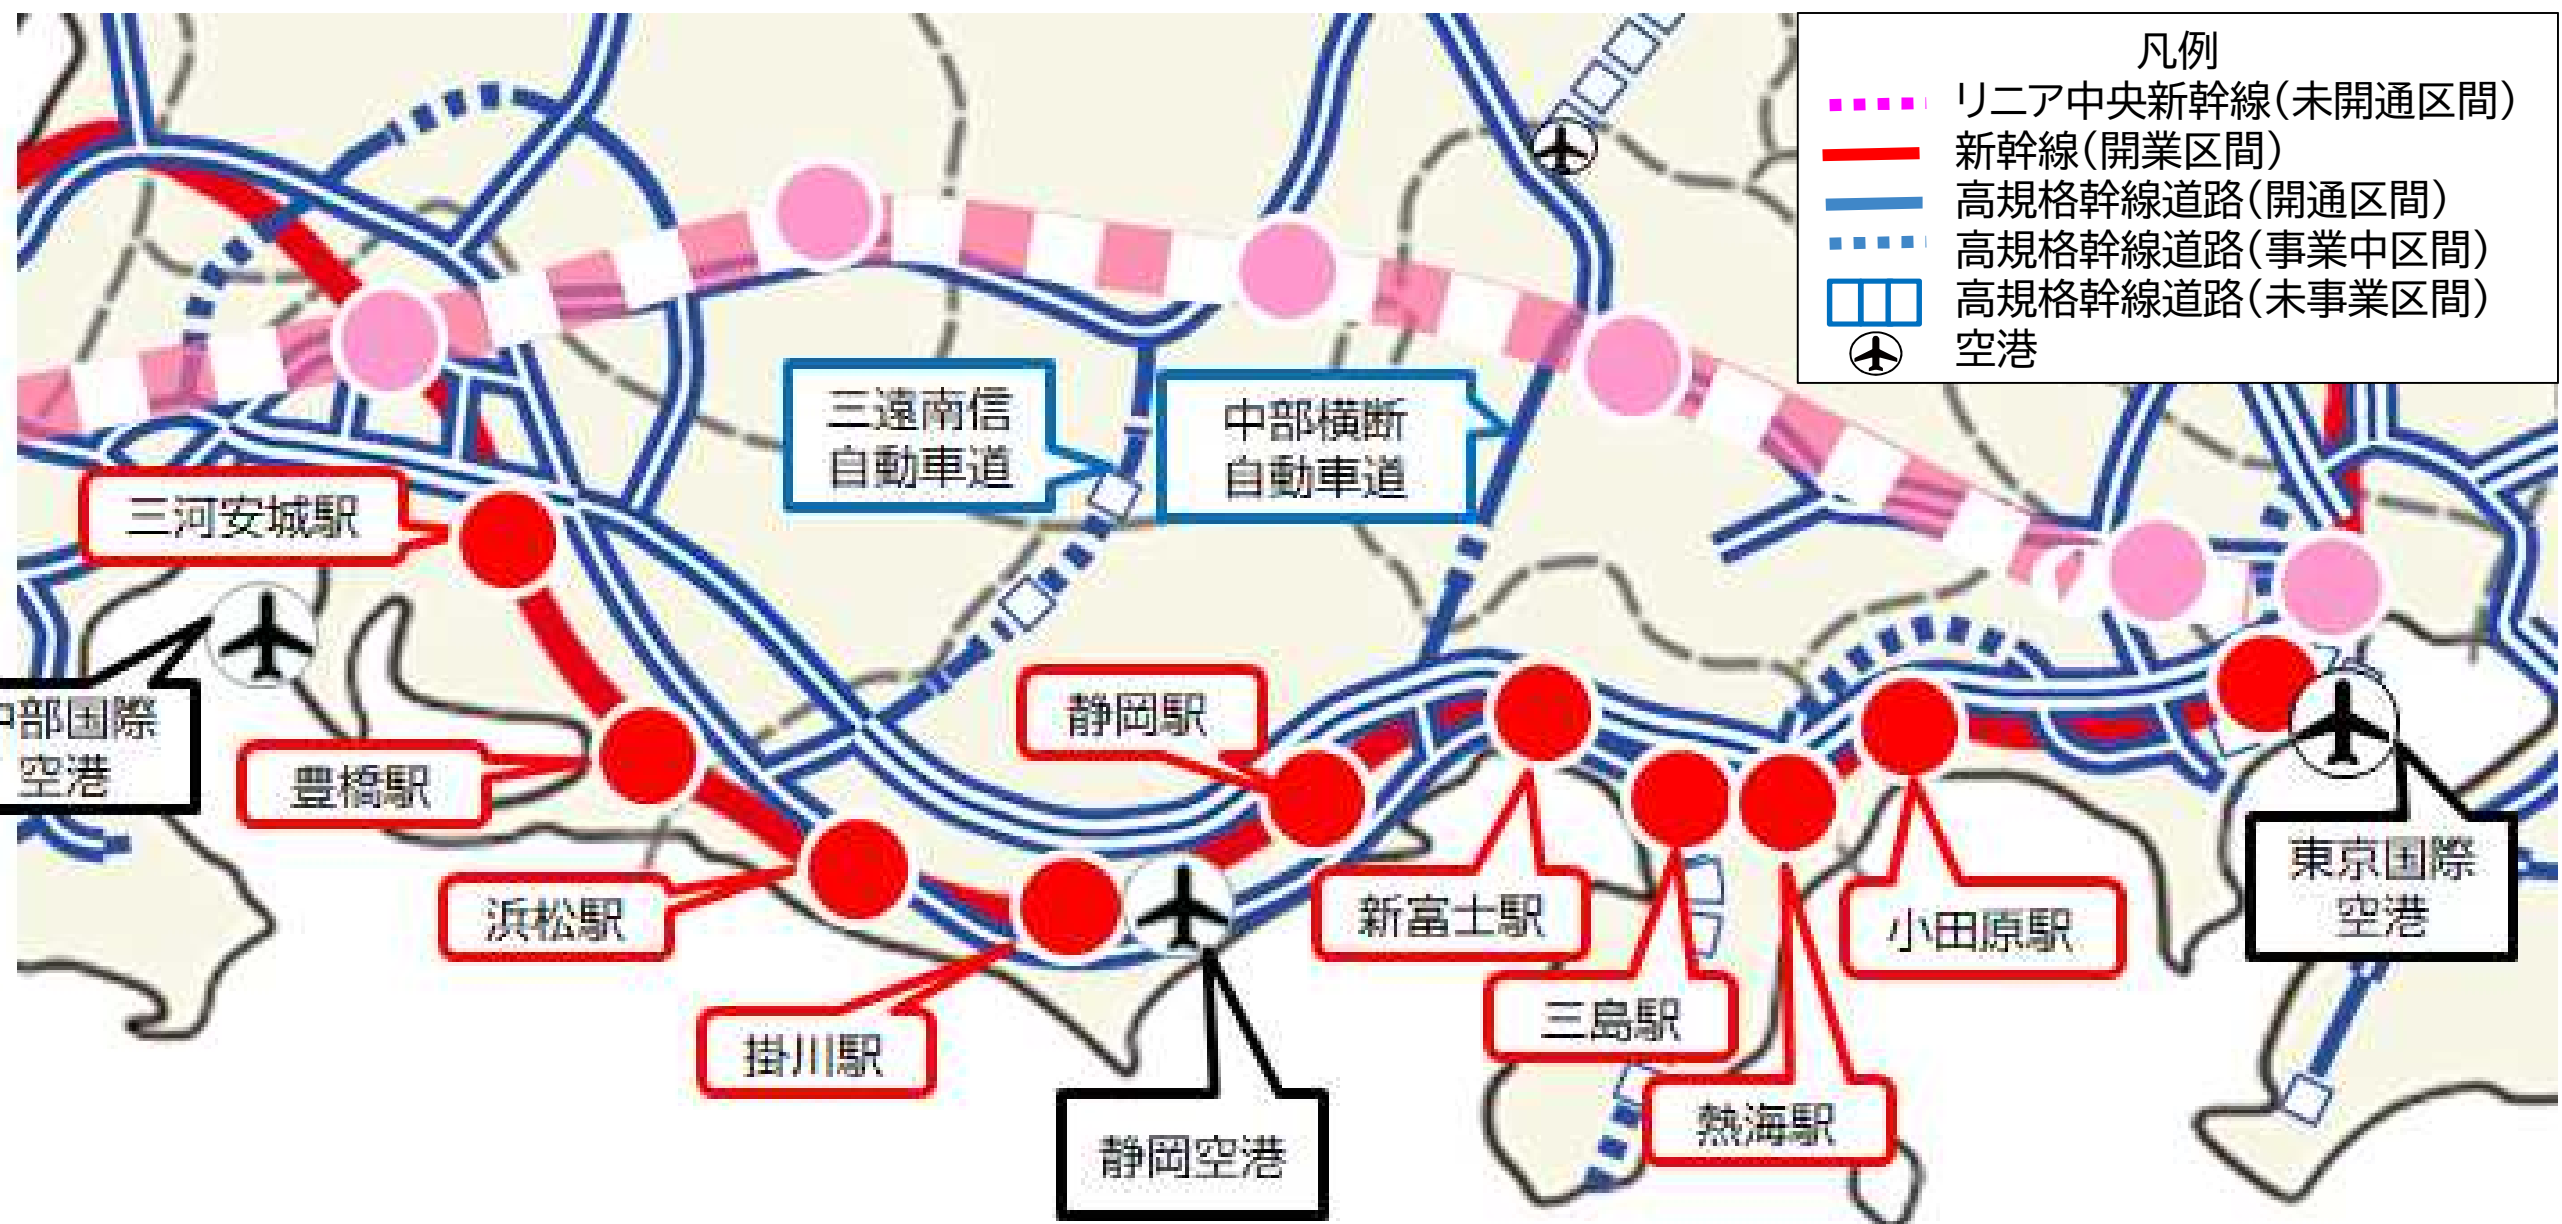 凡例
リニア中央新幹線(未開通区間)
新幹線(開業区間)
高規格幹線道路(開通区間)
高規格幹線道路(事業中区間)
高規格幹線道路(未事業区間)
空港
三遠南信
自動車道
中部横断
自動車道
三河安城駅
中部国際
空港
豊橋駅
静岡駅
浜松駅
新富士駅
小田原駅
東京国際
空港
掛川駅
三島駅
熱海駅
静岡空港